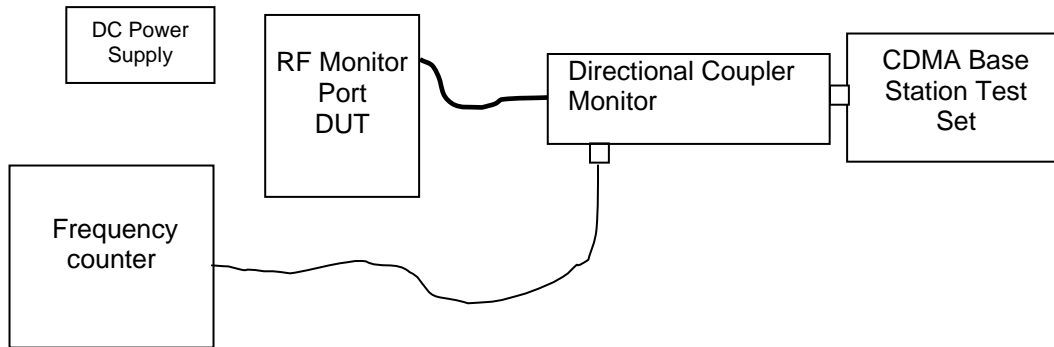 DC Power
Supply
RF Monitor
Port
DUT
Directional Coupler
Monitor
CDMA Base
Station Test
Set
Frequency
counter